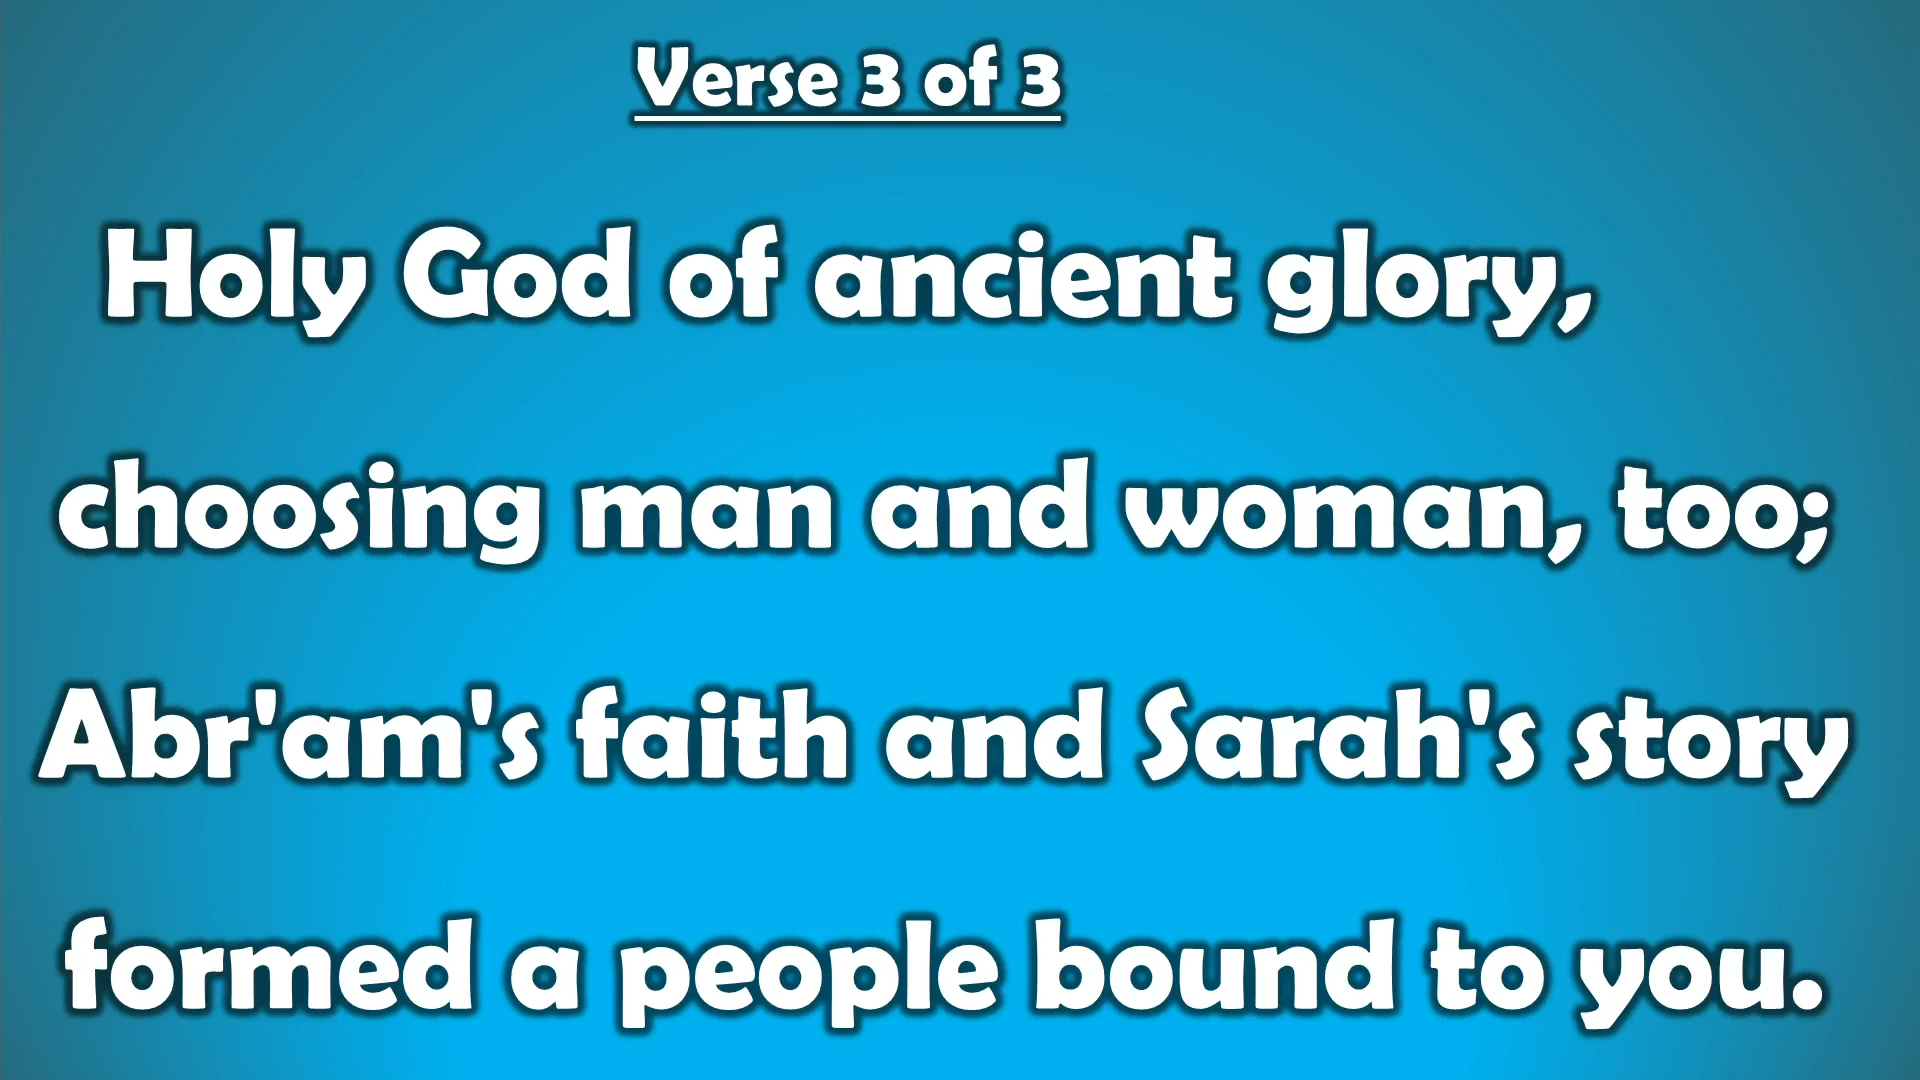 Verse 3 of 3
Holy God of ancient glory,
choosing man and woman, too;
Abr'am's faith and Sarah's story
formed a people bound to you.